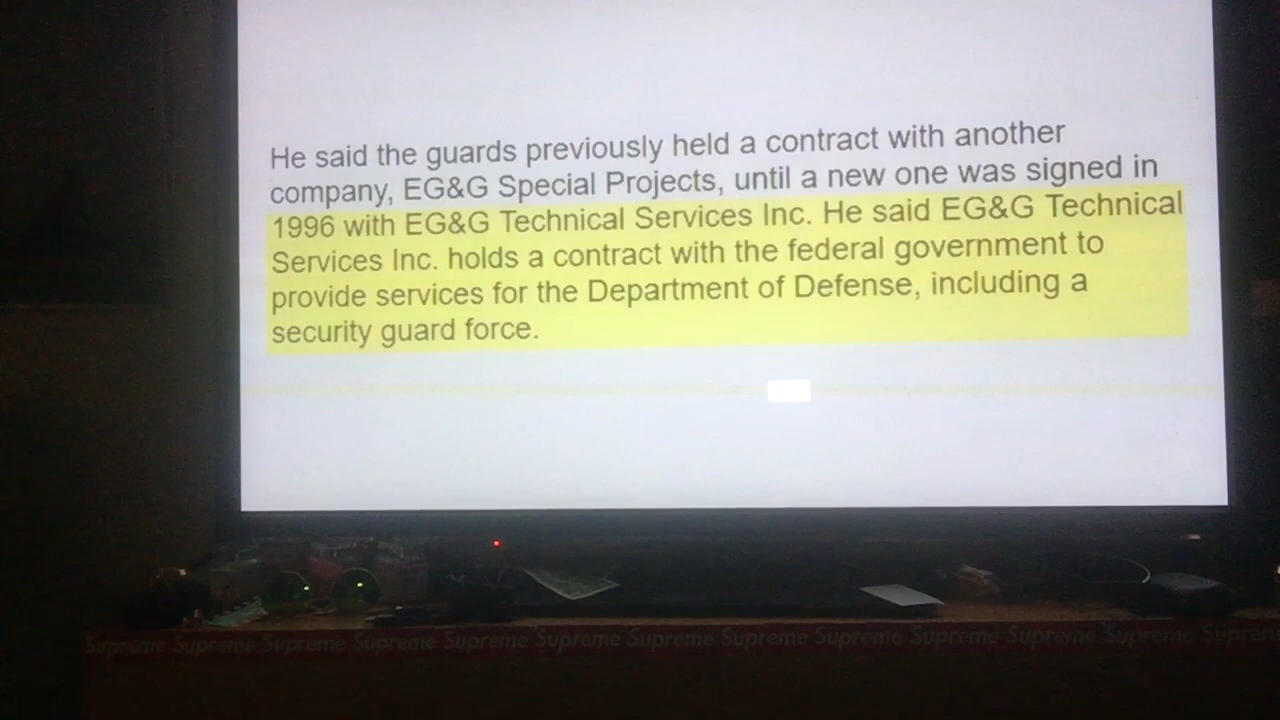 He said the guards previously held a contract with another
company, EG&G Special Projects, until a new one was signed in
1996 with EG&G Technical Services Inc. He said EG&G Technical
Services Inc. holds a contract with the federal government to
provide services for the Department of Defense, including a
security guard force.
Supreme Supreme Supreme Supreme Supreme Supreme Supreme Supreme Supreme Supreme Supreme Supreme